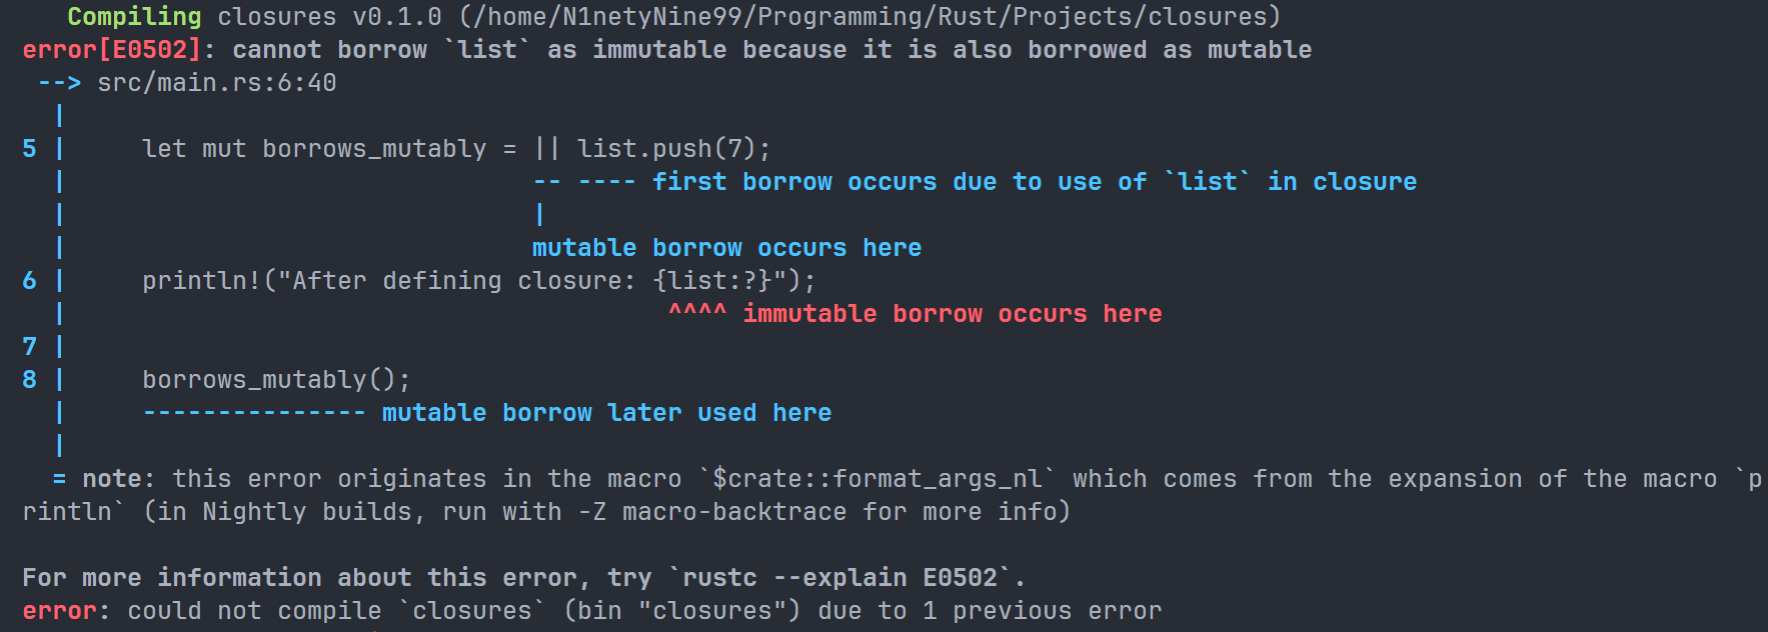 Compiling closures v0.1.0 (/home/N1netyNine99/Programming/Rust/Projects/closures)
error[E0502]: cannot borrow `list` as immutable because it is also borrowed as mutable
 --> src/main.rs:6:40
  |
5 |     let mut borrows_mutably = || list.push(7);
  |                               -- ---- first borrow occurs due to use of `list` in closure
  |                               |
  |                               mutable borrow occurs here
6 |     println!("After defining closure: {list:?}");
  |                                        ^^^^ immutable borrow occurs here
7 |
8 |     borrows_mutably();
  |     --------------- mutable borrow later used here
  |
  = note: this error originates in the macro `$crate::format_args_nl` which comes from the expansion of the macro `p
rintln` (in Nightly builds, run with -Z macro-backtrace for more info)

For more information about this error, try `rustc --explain E0502`.
error: could not compile `closures` (bin "closures") due to 1 previous error